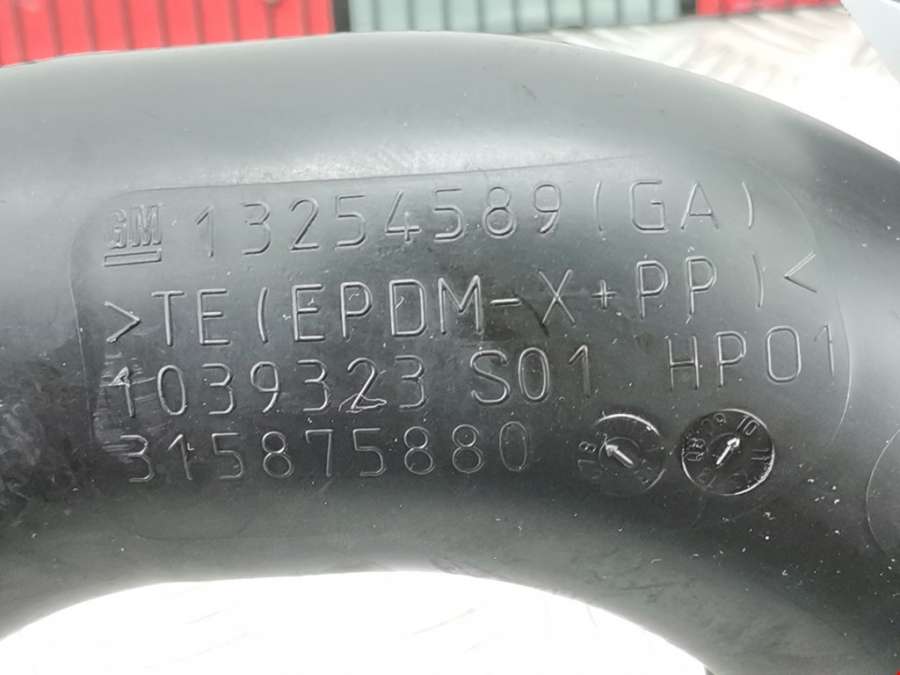 GM 13254589(GA)
>TE(EPDM-X+PP)<
1039323 S01 HP01
315875880